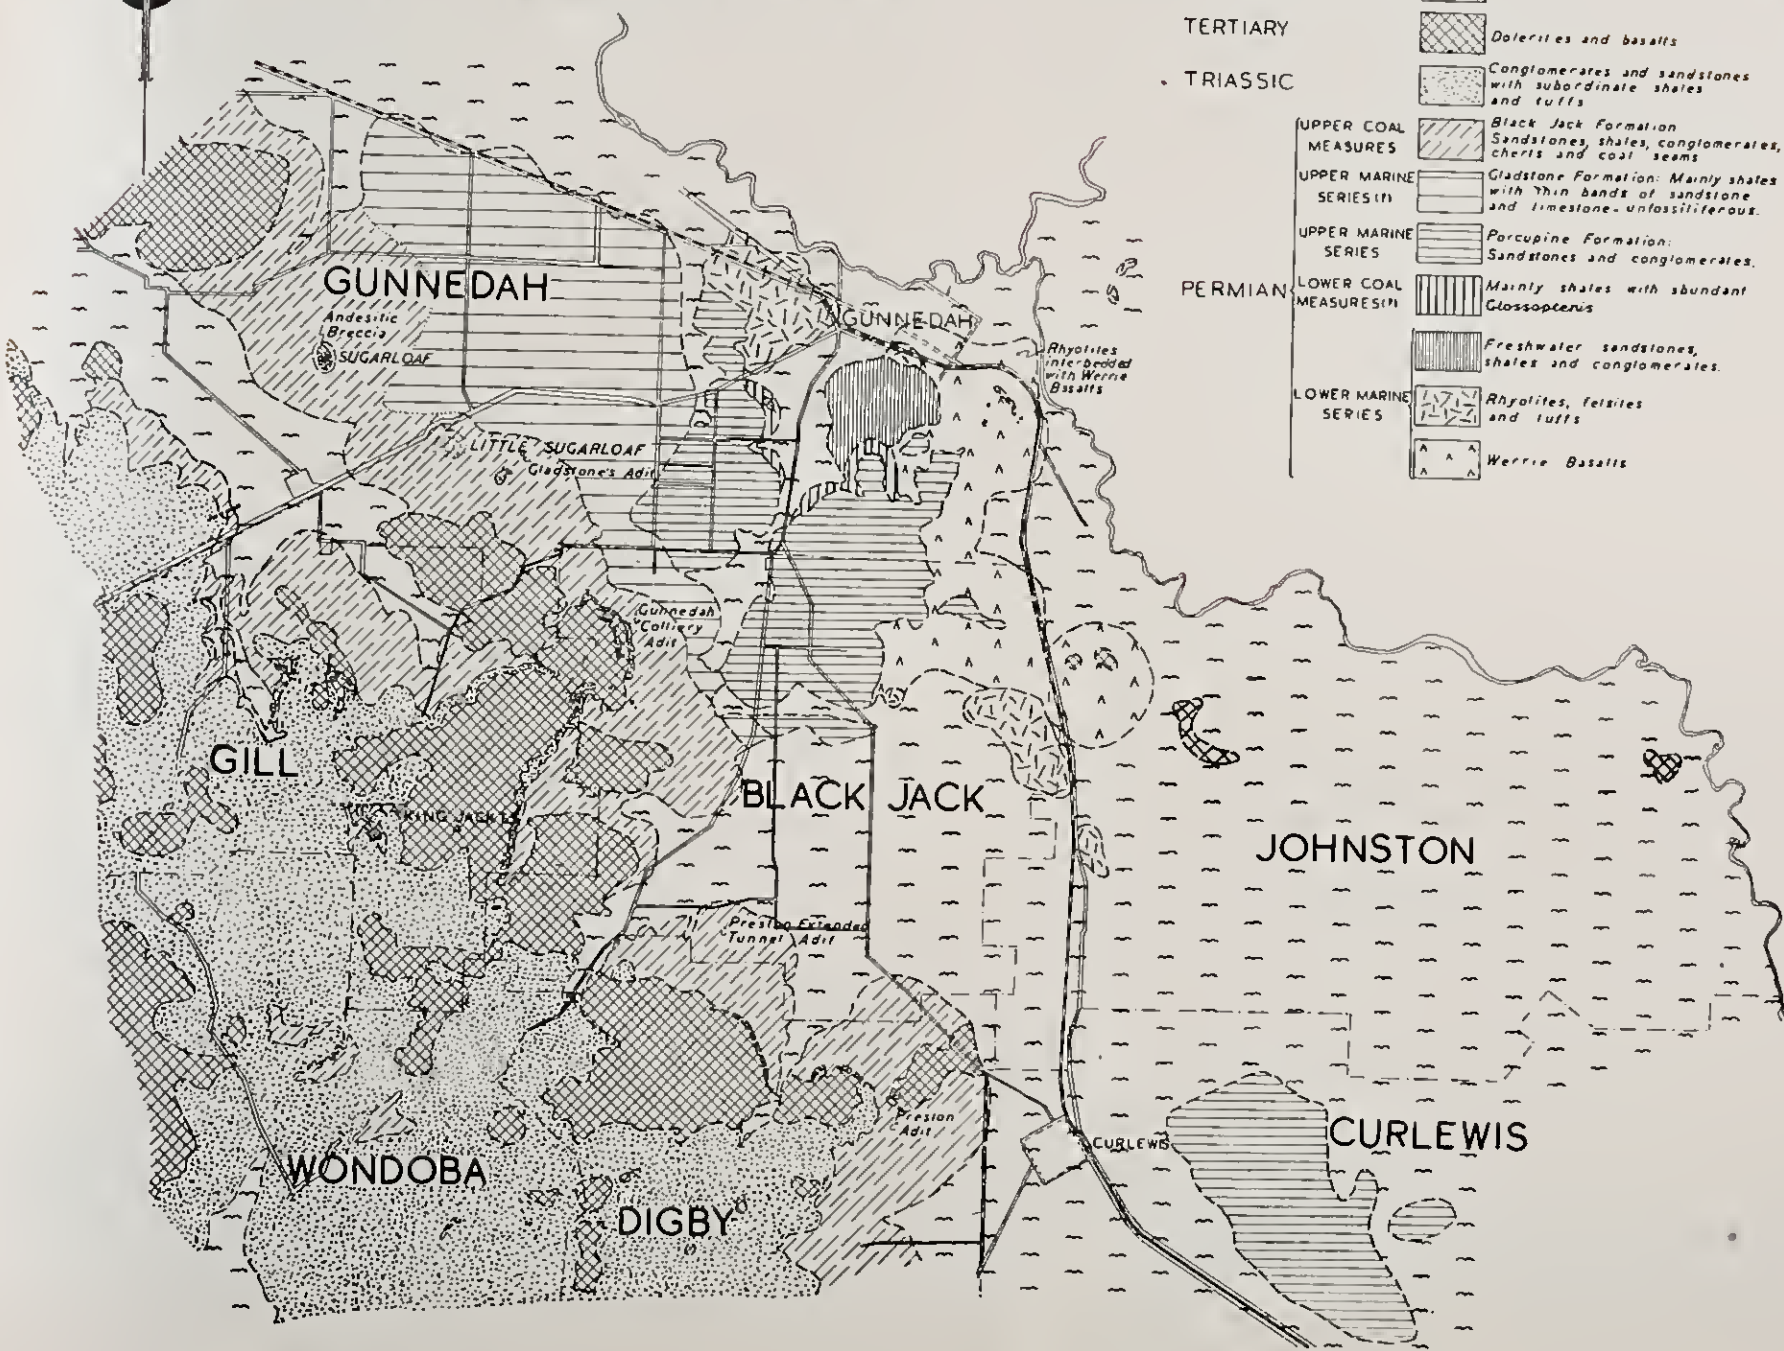 TERTIARY
Dolerites and basalts
TRIASSIC
Conglomerates and sandstones
with subordinate shales
and tuffs
PERMIAN
UPPER COAL
MEASURES
Black Jack Formation
Sandstones, shales, conglomerates,
cherts and coal seams
UPPER MARINE
SERIES (?)
Gladstone Formation: Mainly shales
with thin bands of sandstone
and limestone - unfossiliferous.
UPPER MARINE
SERIES
Porcupine Formation:
Sandstones and conglomerates.
LOWER COAL
MEASURES (?)
Mainly shales with abundant
Glossopteris
Freshwater sandstones,
shales and conglomerates.
LOWER MARINE
SERIES
Rhyolites, felsites
and tuffs
Werrie Basalts
GUNNEDAH
Andesitic
Breccia
SUGARLOAF
GUNNEDAH
Rhyolites
interbedded
with Werrie
Basalts
LITTLE SUGARLOAF
Gladstone's Adit
Gunnedah
Colliery
Adit
GILL
BLACK JACK
KING JACK
JOHNSTON
Preston Extended
Tunnel Adit
Preston
Adit
CURLEWIS
CURLEWIS
WONDOBA
DIGBY